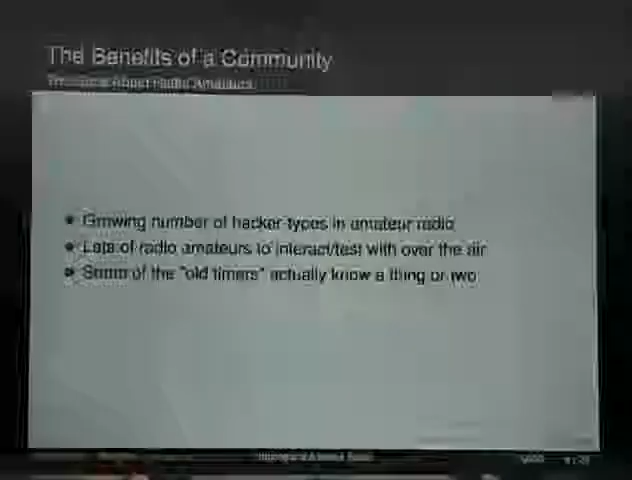 The Benefits of a Community
• Growing number of hacker-types in amateur radio
• Lots of radio amateurs to interact/test with over the air
• Some of the "old timers" actually know a thing or two